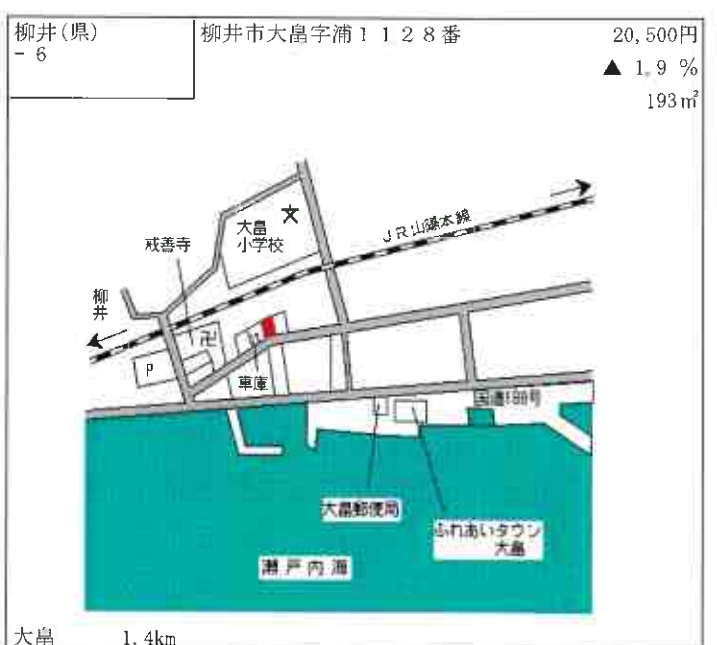 柳井(県)
- 6
柳井市大畠字浦1128番
20,500円
▲ 1.9 %
193㎡
大畠
小学校
文
JR山陽本線
戒善寺
柳
井
卍
P
車庫
国道188号
大畠郵便局
ふれあいタウン
大畠
瀬戸内海
大畠 1.4km